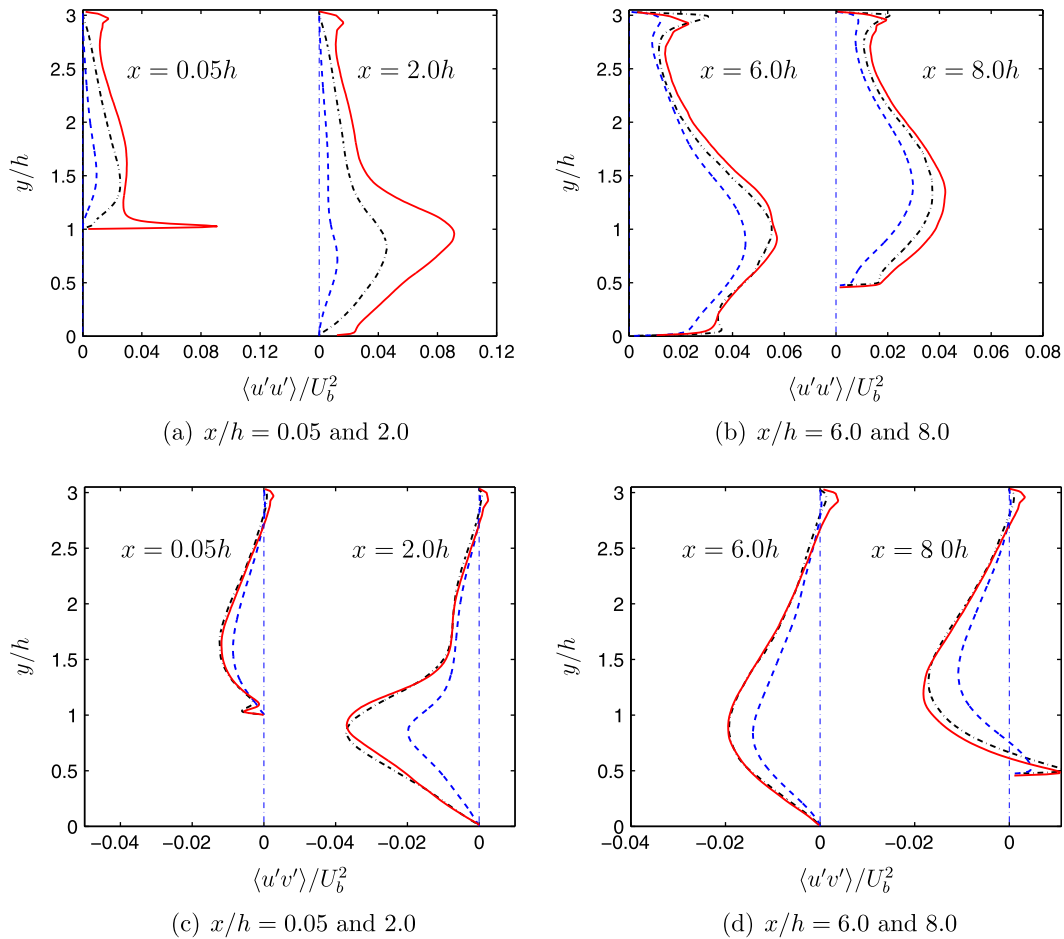 3
2.5
2
1.5
1
0.5
0
y/h
x = 0.05h
x = 2.0h
0 0.04 0.08 0.12 0 0.04 0.08 0.12
⟨u′u′⟩/U_b^2
(a) x/h = 0.05 and 2.0
3
2.5
2
1.5
1
0.5
0
y/h
x = 6.0h
x = 8.0h
0 0.02 0.04 0.06 0 0.02 0.04 0.06 0.08
⟨u′u′⟩/U_b^2
(b) x/h = 6.0 and 8.0
3
2.5
2
1.5
1
0.5
0
y/h
x = 0.05h
x = 2.0h
−0.04 −0.02 0 −0.04 −0.02 0
⟨u′v′⟩/U_b^2
(c) x/h = 0.05 and 2.0
3
2.5
2
1.5
1
0.5
0
y/h
x = 6.0h
x = 8 0h
−0.04 −0.02 0 −0.02 0
⟨u′v′⟩/U_b^2
(d) x/h = 6.0 and 8.0